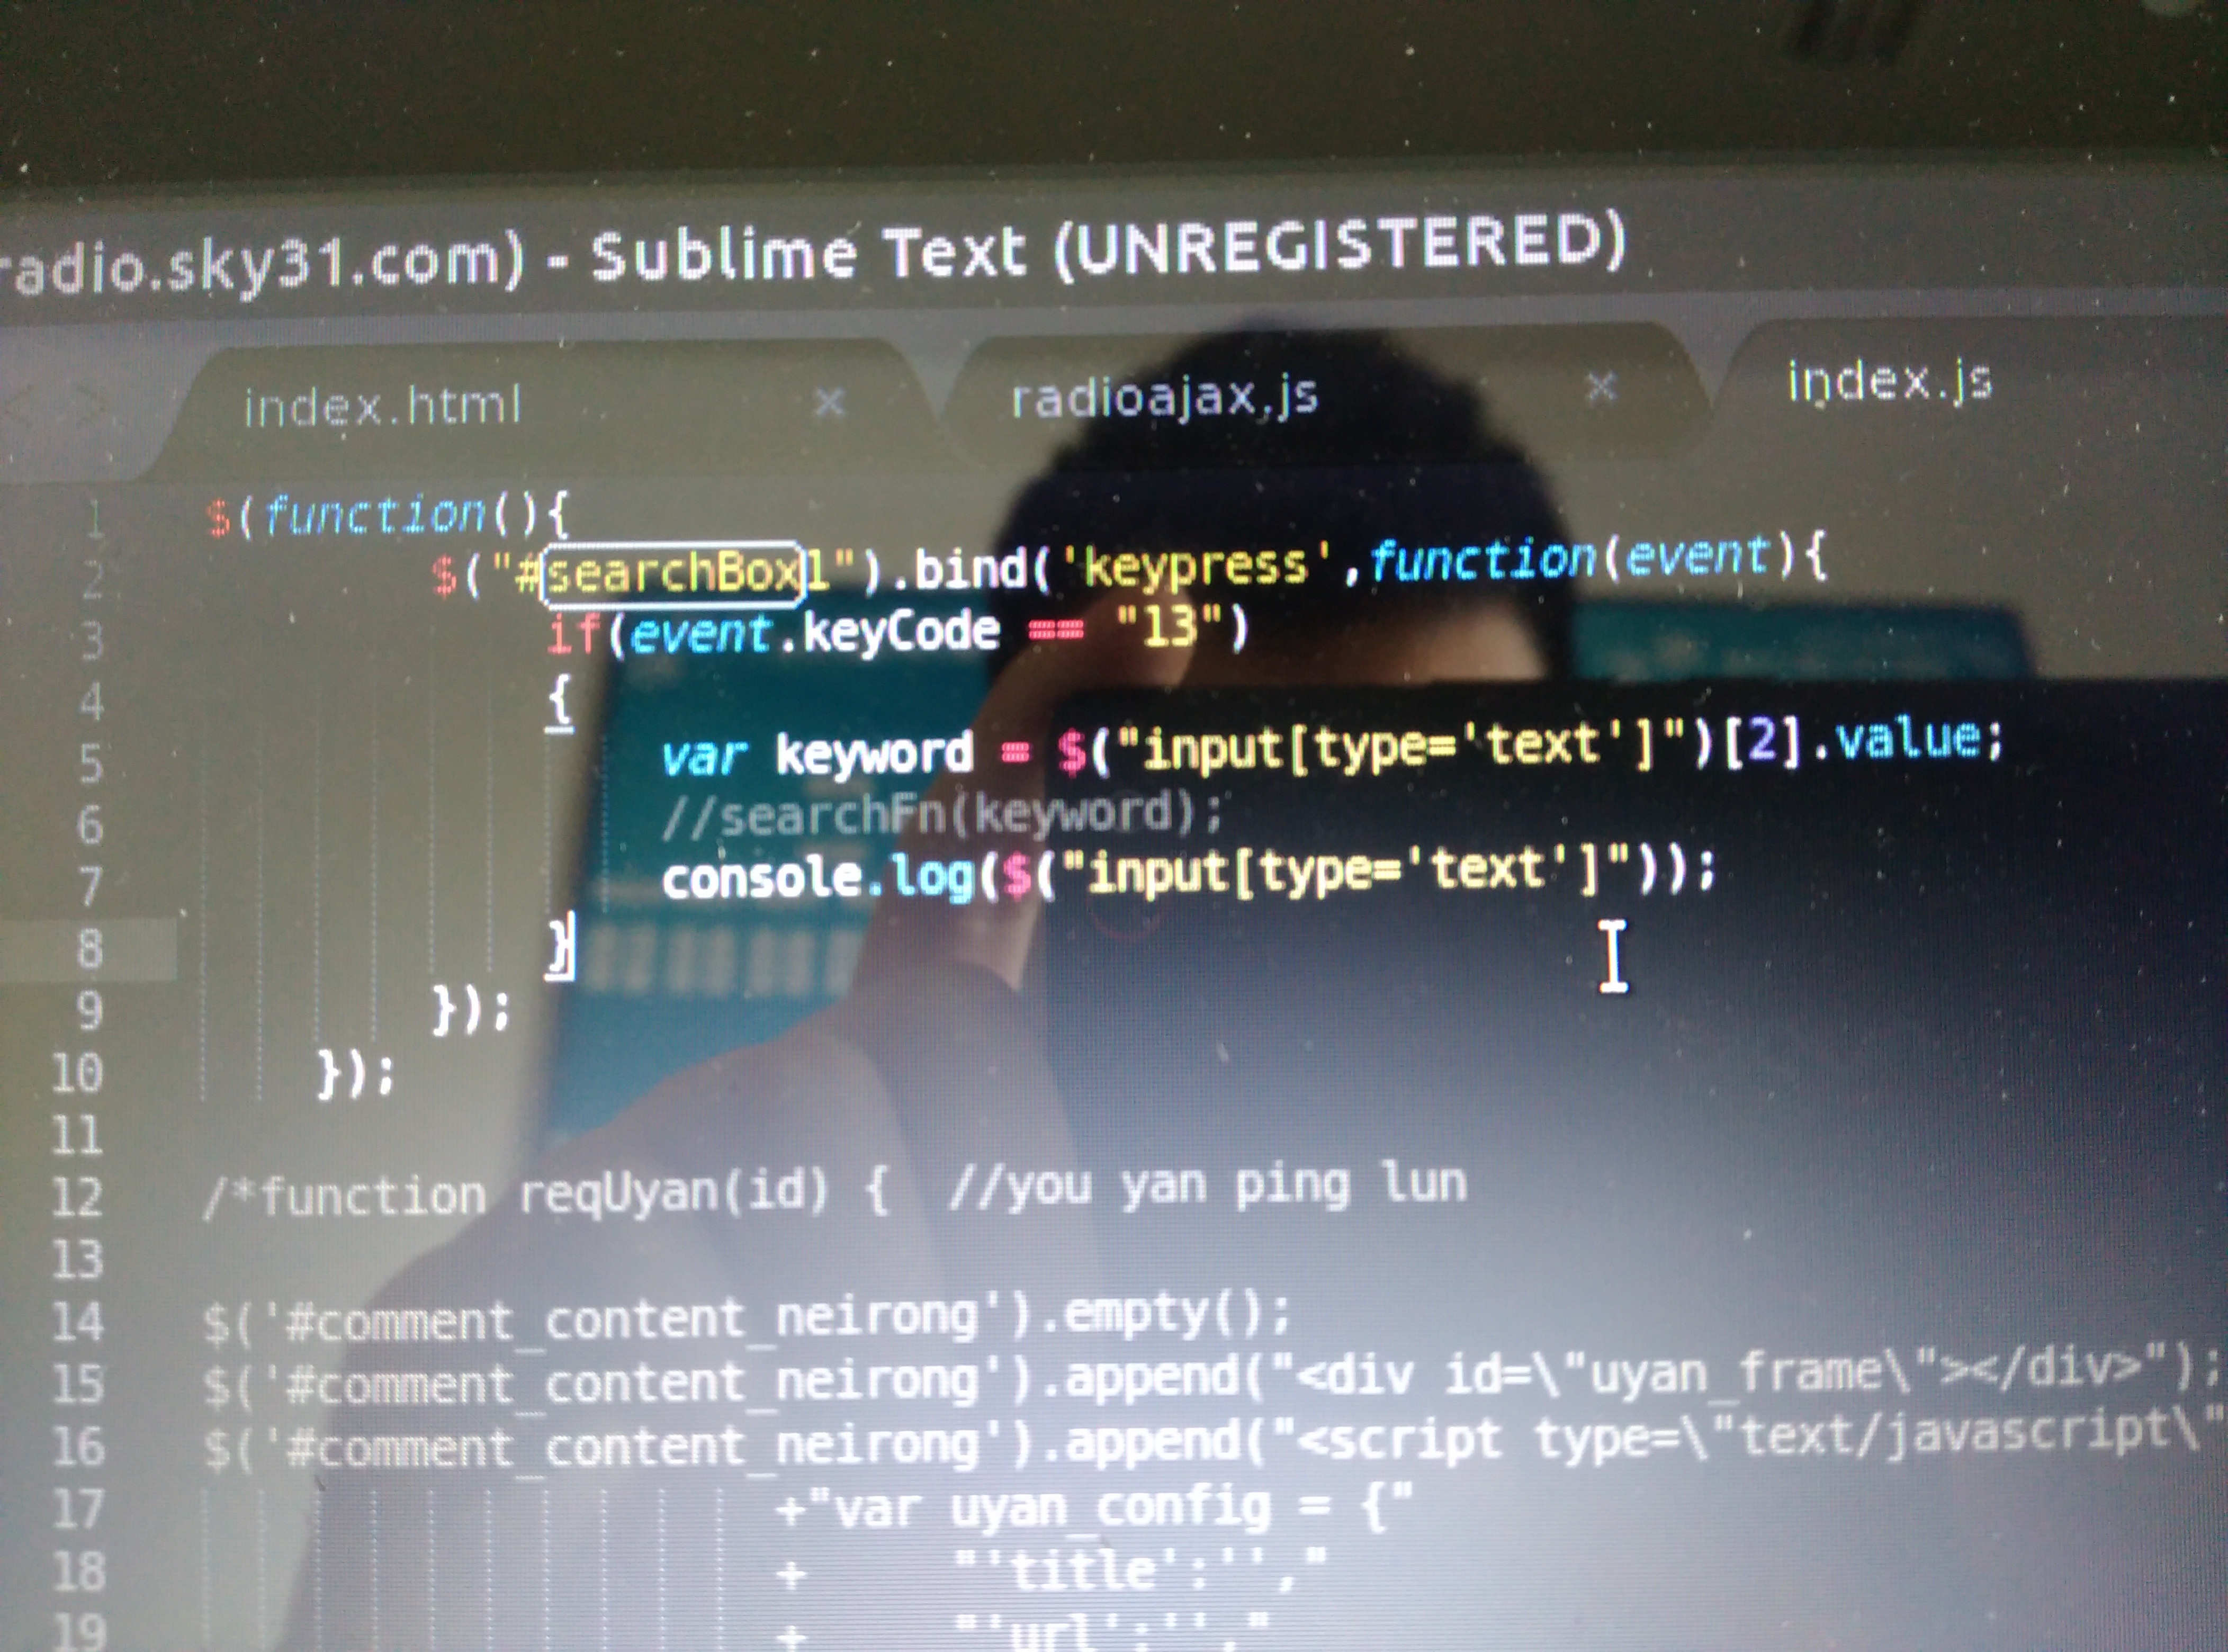 radio.sky31.com) - Sublime Text (UNREGISTERED)
index.html × radioajax.js × index.js
1 $(function(){
2 $("#searchBox1").bind('keypress',function(event){
3 if(event.keyCode == "13")
4 {
5 var keyword = $("input[type='text']")[2].value;
6 //searchFn(keyword);
7 console.log($("input[type='text']"));
8 }
9 });
10 });
11
12 /*function reqUyan(id) { //you yan ping lun
13
14 $('#comment_content_neirong').empty();
15 $('#comment_content_neirong').append("<div id=\"uyan_frame\"></div>");
16 $('#comment_content_neirong').append("<script type=\"text/javascript\"
17 +"var uyan_config = {"
18 + "'title':'',"
19 + "'url':'',"